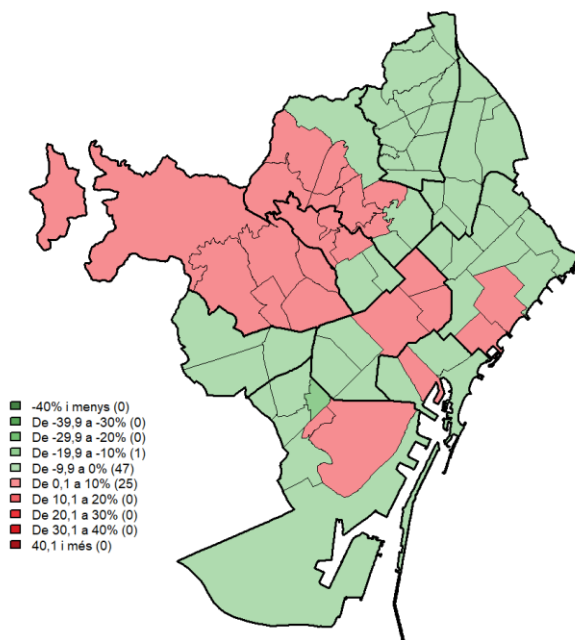 -40% i menys (0)
De -39,9 a -30% (0)
De -29,9 a -20% (0)
De -19,9 a -10% (1)
De -9,9 a 0% (47)
De 0,1 a 10% (25)
De 10,1 a 20% (0)
De 20,1 a 30% (0)
De 30,1 a 40% (0)
40,1 i més (0)